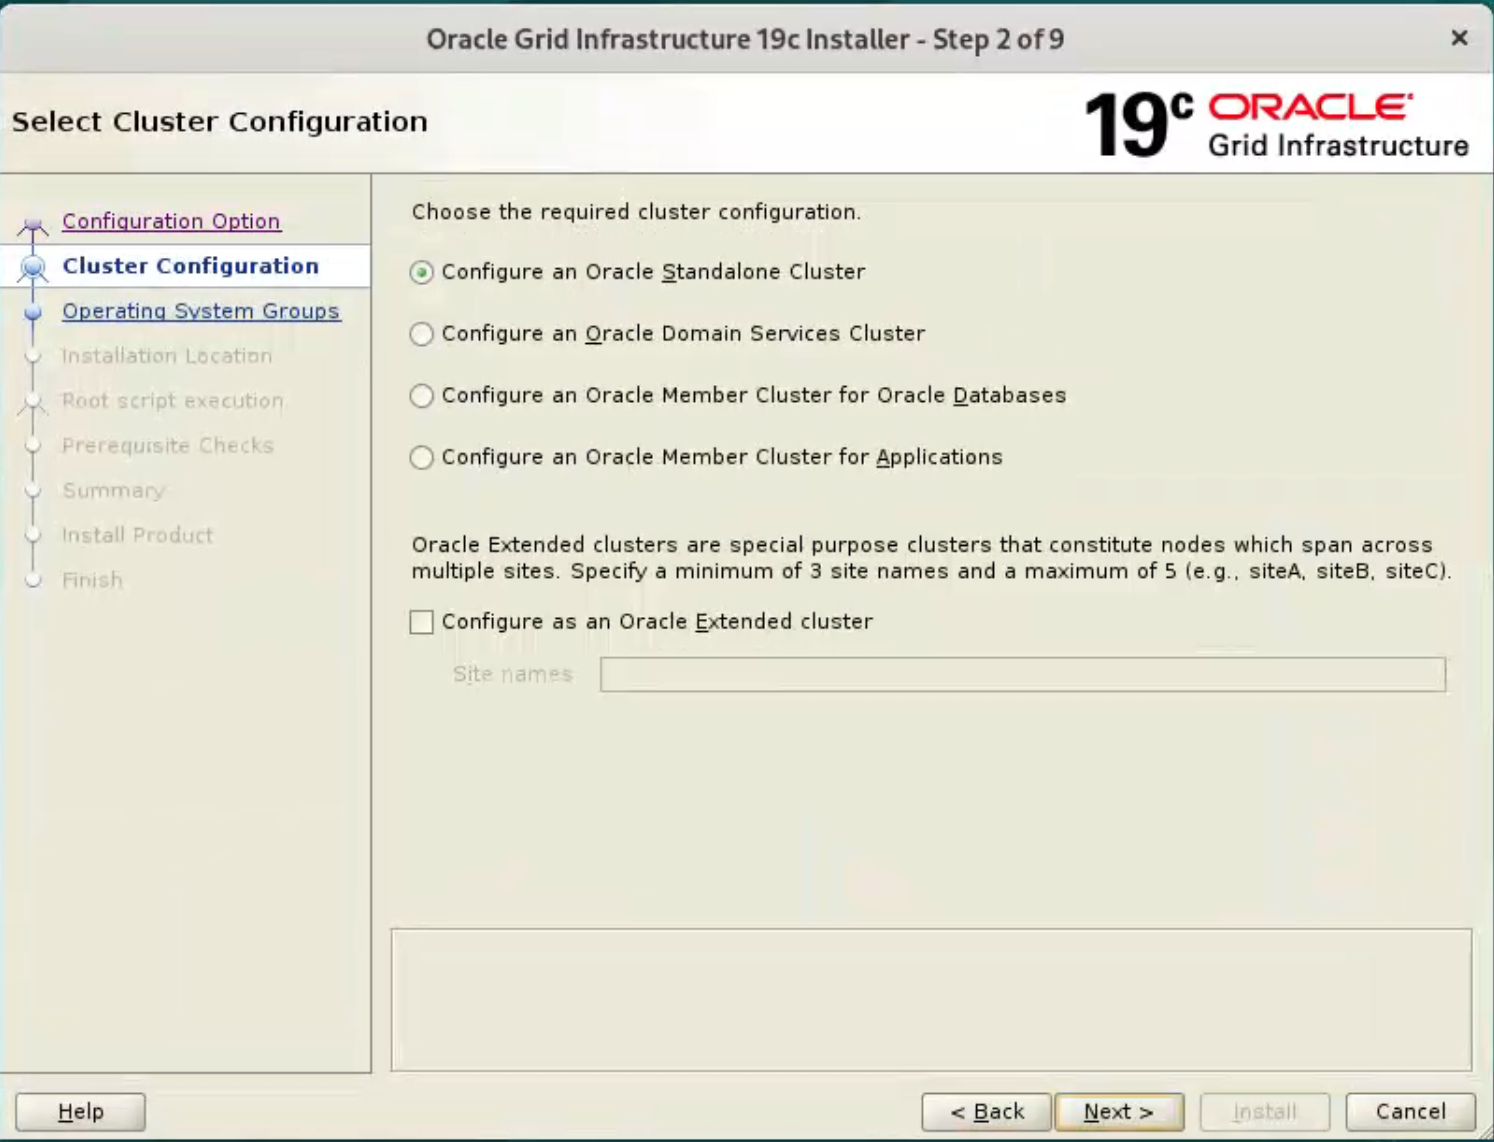 Oracle Grid Infrastructure 19c Installer - Step 2 of 9
×
Select Cluster Configuration
19c ORACLE
Grid Infrastructure
Configuration Option
Cluster Configuration
Operating System Groups
Installation Location
Root script execution
Prerequisite Checks
Summary
Install Product
Finish
Choose the required cluster configuration.
Configure an Oracle Standalone Cluster
Configure an Oracle Domain Services Cluster
Configure an Oracle Member Cluster for Oracle Databases
Configure an Oracle Member Cluster for Applications
Oracle Extended clusters are special purpose clusters that constitute nodes which span across
multiple sites. Specify a minimum of 3 site names and a maximum of 5 (e.g., siteA, siteB, siteC).
Configure as an Oracle Extended cluster
Site names
Help
< Back
Next >
Install
Cancel